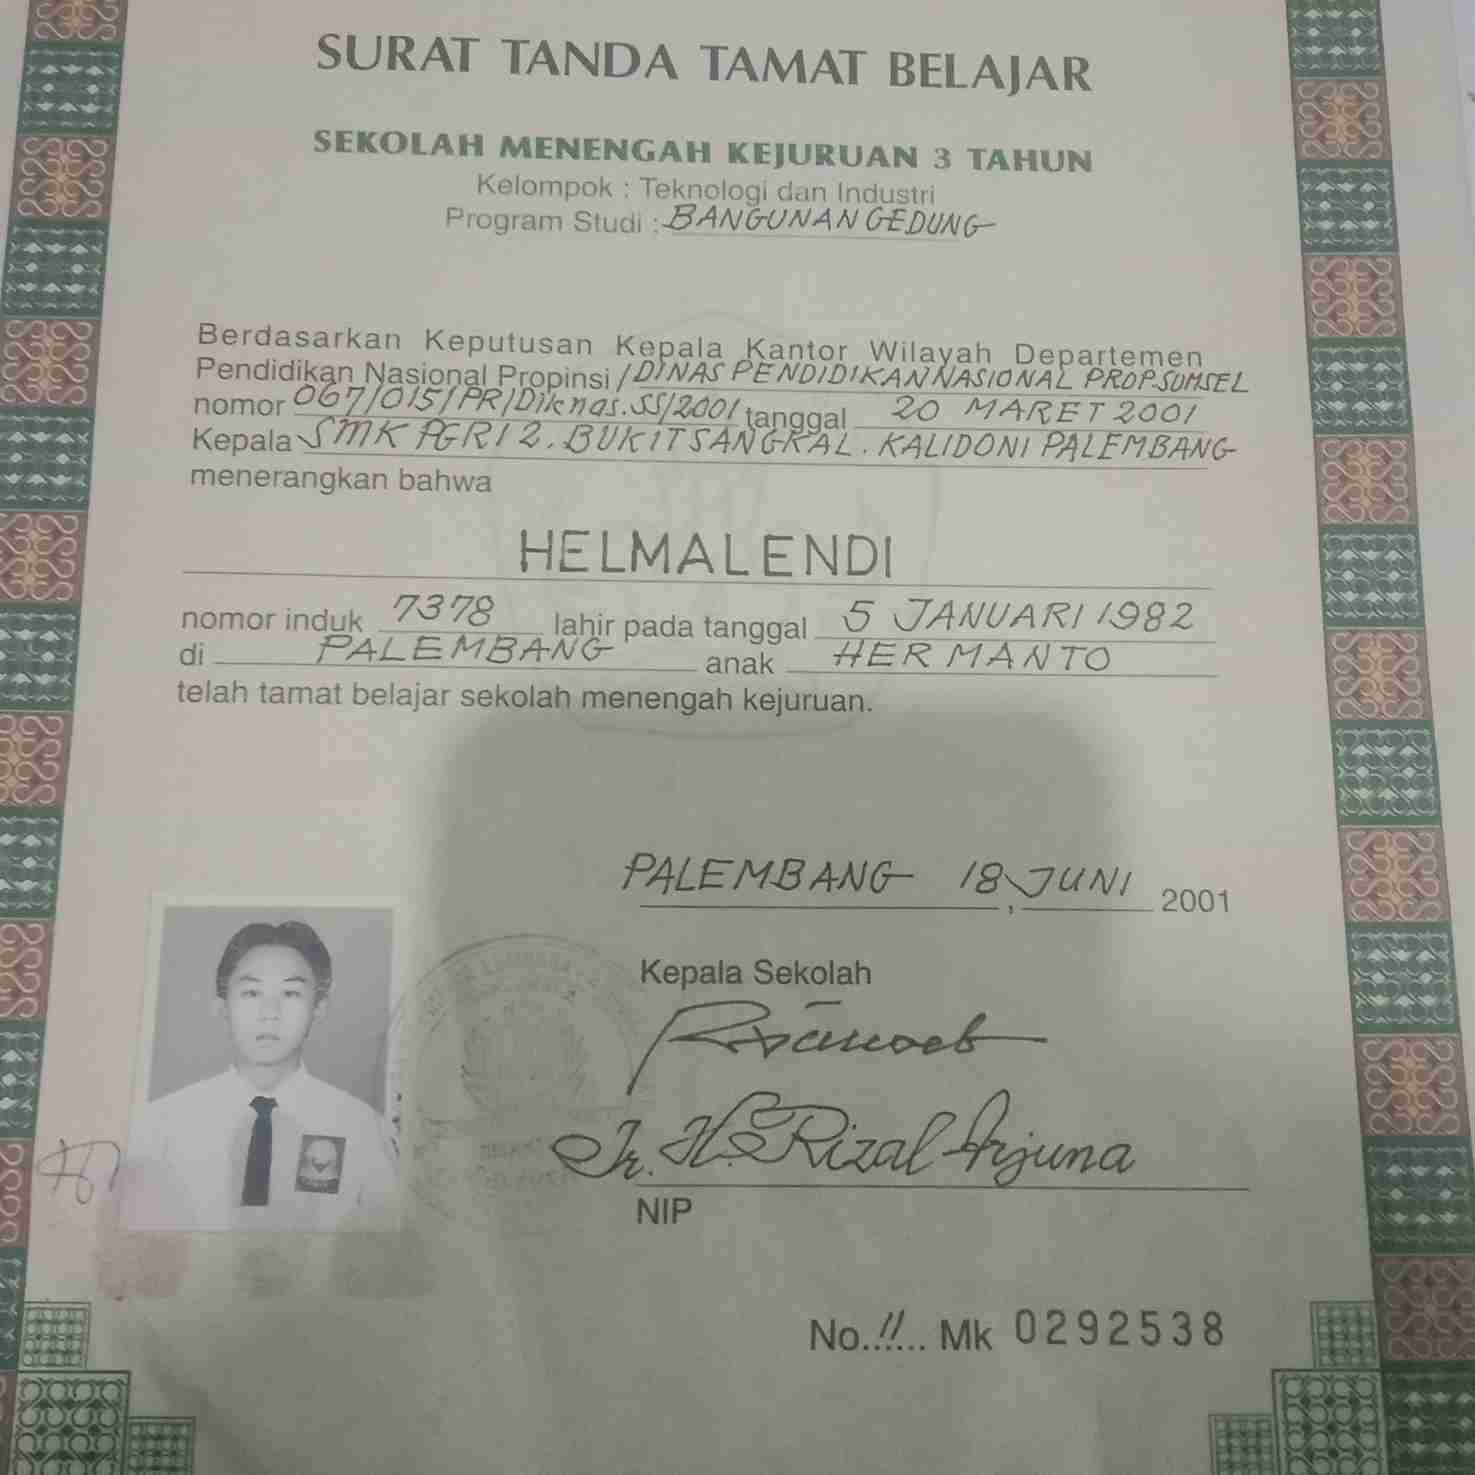 SURAT TANDA TAMAT BELAJAR
SEKOLAH MENENGAH KEJURUAN 3 TAHUN
Kelompok : Teknologi dan Industri
Program Studi : BANGUNAN GEDUNG
Berdasarkan Keputusan Kepala Kantor Wilayah Departemen
Pendidikan Nasional Propinsi / DINAS PENDIDIKAN NASIONAL PROP.SUMSEL
nomor 067/015/PR/Diknas.SS/2001 tanggal 20 MARET 2001
Kepala SMK PGRI 2. BUKIT SANGKAL. KALIDONI PALEMBANG
menerangkan bahwa
HELMALENDI
nomor induk 7378 lahir pada tanggal 5 JANUARI 1982
di PALEMBANG anak HERMANTO
telah tamat belajar sekolah menengah kejuruan.
PALEMBANG, 18 JUNI 2001
Kepala Sekolah
Ir. H.S Rizal Arjuna
NIP
No. 11 Mk 0292538